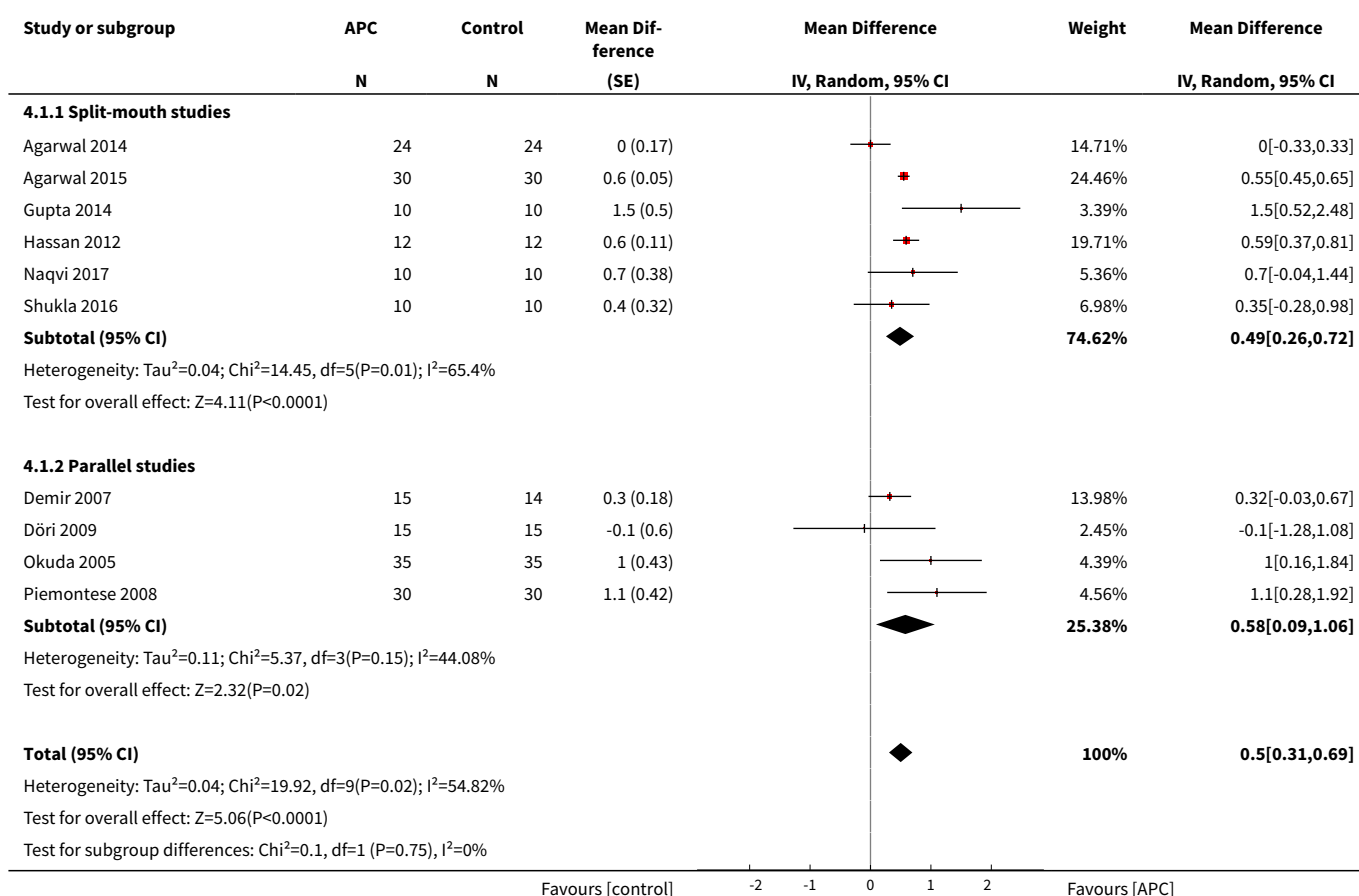 Study or subgroup APC Control Mean Dif- Mean Difference Weight Mean Difference
ference
N N (SE) IV, Random, 95% CI IV, Random, 95% CI
4.1.1 Split-mouth studies
Agarwal 2014 24 24 0 (0.17) 14.71% 0[-0.33,0.33]
Agarwal 2015 30 30 0.6 (0.05) 24.46% 0.55[0.45,0.65]
Gupta 2014 10 10 1.5 (0.5) 3.39% 1.5[0.52,2.48]
Hassan 2012 12 12 0.6 (0.11) 19.71% 0.59[0.37,0.81]
Naqvi 2017 10 10 0.7 (0.38) 5.36% 0.7[-0.04,1.44]
Shukla 2016 10 10 0.4 (0.32) 6.98% 0.35[-0.28,0.98]
Subtotal (95% CI) 74.62% 0.49[0.26,0.72]
Heterogeneity: Tau²=0.04; Chi²=14.45, df=5(P=0.01); I²=65.4%
Test for overall effect: Z=4.11(P<0.0001)
4.1.2 Parallel studies
Demir 2007 15 14 0.3 (0.18) 13.98% 0.32[-0.03,0.67]
Döri 2009 15 15 -0.1 (0.6) 2.45% -0.1[-1.28,1.08]
Okuda 2005 35 35 1 (0.43) 4.39% 1[0.16,1.84]
Piemontese 2008 30 30 1.1 (0.42) 4.56% 1.1[0.28,1.92]
Subtotal (95% CI) 25.38% 0.58[0.09,1.06]
Heterogeneity: Tau²=0.11; Chi²=5.37, df=3(P=0.15); I²=44.08%
Test for overall effect: Z=2.32(P=0.02)
Total (95% CI) 100% 0.5[0.31,0.69]
Heterogeneity: Tau²=0.04; Chi²=19.92, df=9(P=0.02); I²=54.82%
Test for overall effect: Z=5.06(P<0.0001)
Test for subgroup differences: Chi²=0.1, df=1 (P=0.75), I²=0%
Favours [control] -2 -1 0 1 2 Favours [APC]